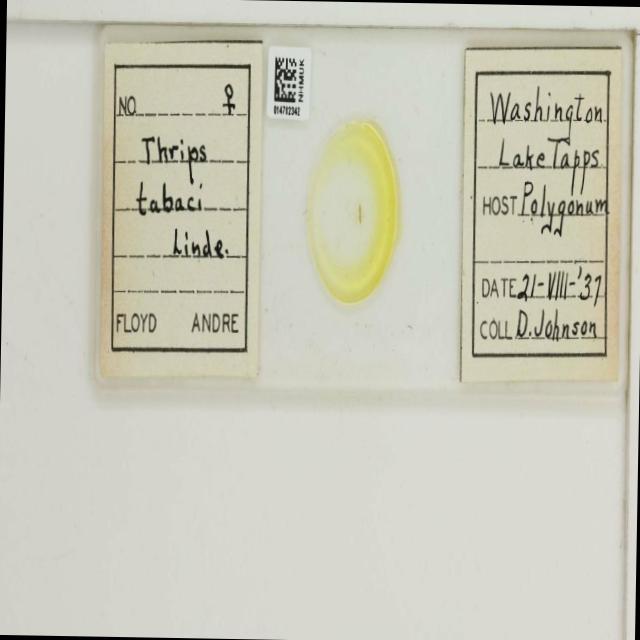 NO. ♀
Thrips
tabaci
Linde.
FLOYD ANDRE
NHMUK
014702342
Washington
Lake Tapps
HOST Polygonum
DATE 21-VIII-'37
COLL D. Johnson